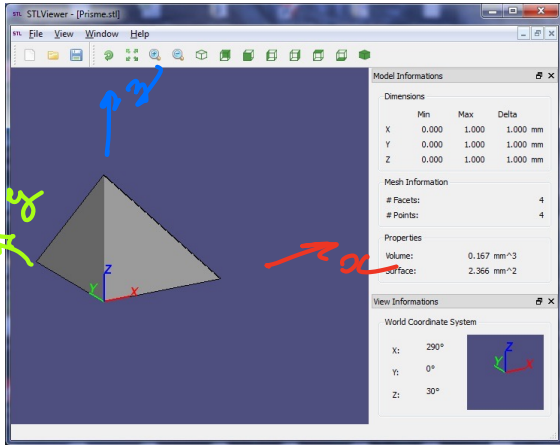 STLViewer - [Prisme.stl]
File View Window Help
Model Informations
Dimensions
Min Max Delta
X 0.000 1.000 1.000 mm
Y 0.000 1.000 1.000 mm
Z 0.000 1.000 1.000 mm
Mesh Information
# Facets: 4
# Points: 4
Properties
Volume: 0.167 mm^3
Surface: 2.366 mm^2
View Informations
World Coordinate System
X: 290°
Y: 0°
Z: 30°
Z
Y X
z
y
x
Z
Y X